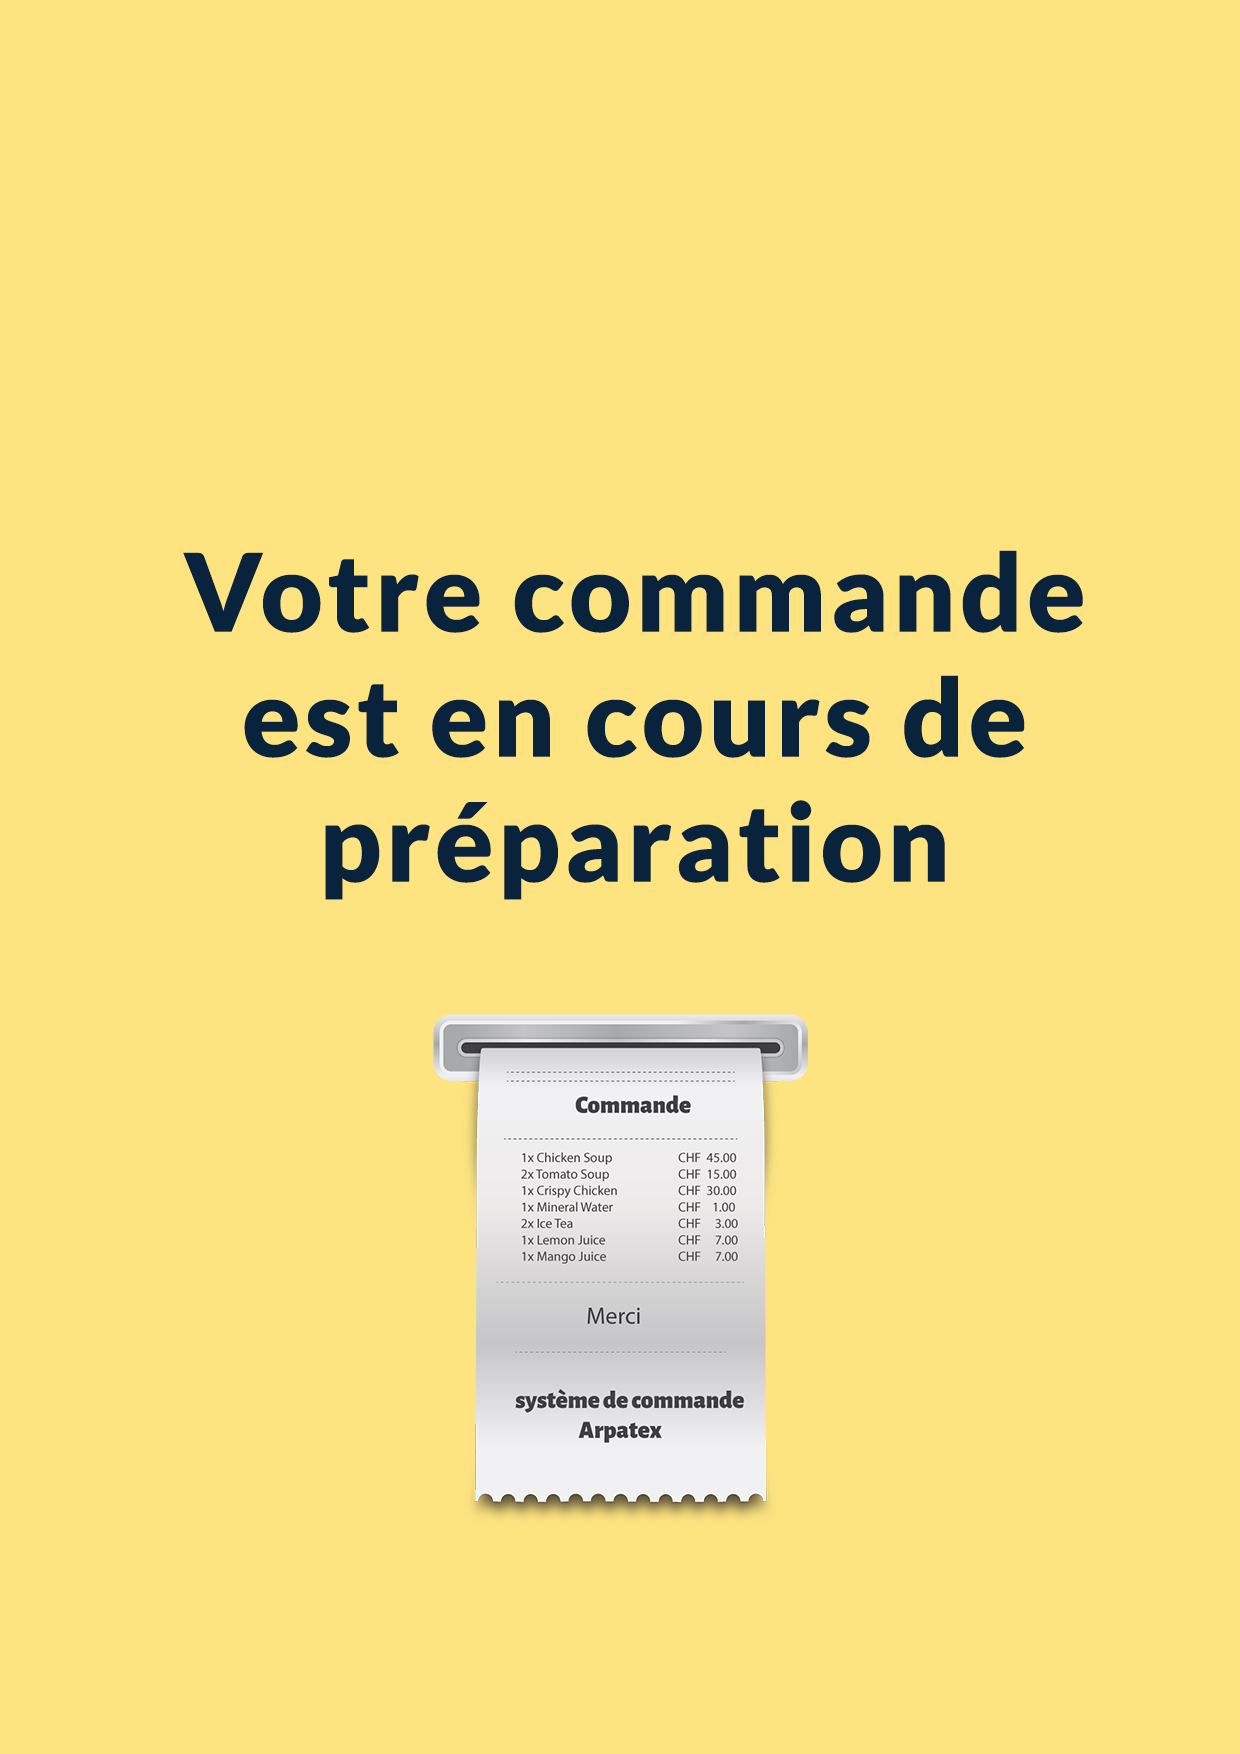 Votre commande
est en cours de
préparation
Commande
1x Chicken Soup CHF 45.00
2x Tomato Soup CHF 15.00
1x Crispy Chicken CHF 30.00
1x Mineral Water CHF 1.00
2x Ice Tea CHF 3.00
1x Lemon Juice CHF 7.00
1x Mango Juice CHF 7.00
Merci
système de commande
Arpatex